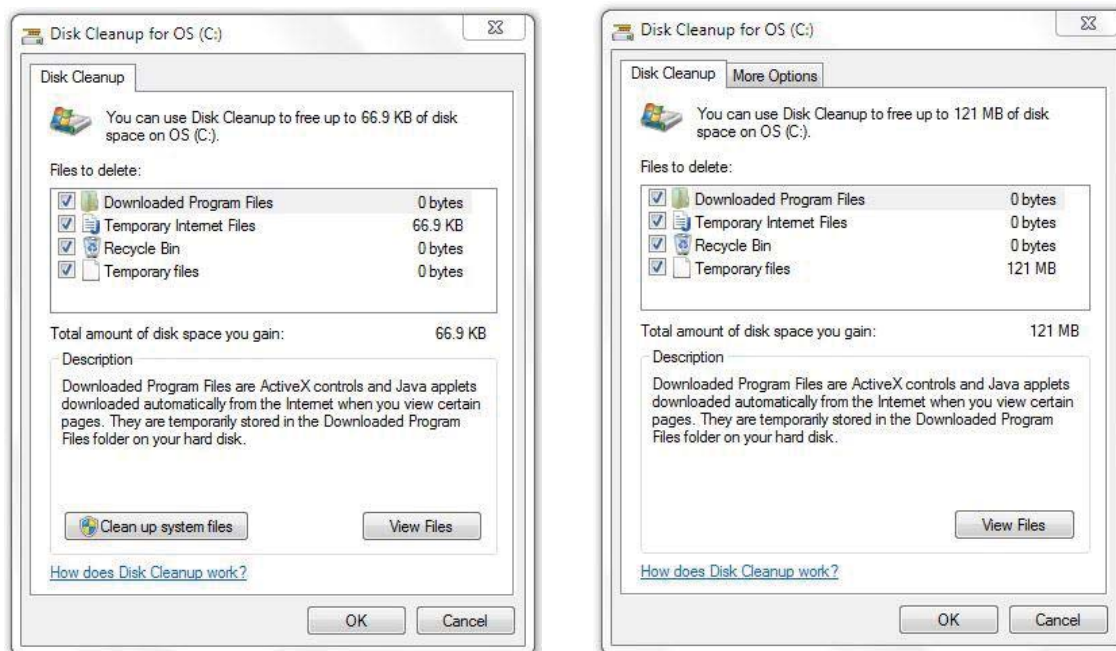 Disk Cleanup for OS (C:)
Disk Cleanup
You can use Disk Cleanup to free up to 66.9 KB of disk
space on OS (C:).
Files to delete:
Downloaded Program Files 0 bytes
Temporary Internet Files 66.9 KB
Recycle Bin 0 bytes
Temporary files 0 bytes
Total amount of disk space you gain: 66.9 KB
Description
Downloaded Program Files are ActiveX controls and Java applets
downloaded automatically from the Internet when you view certain
pages. They are temporarily stored in the Downloaded Program
Files folder on your hard disk.
Clean up system files View Files
How does Disk Cleanup work?
OK Cancel
Disk Cleanup for OS (C:)
Disk Cleanup More Options
You can use Disk Cleanup to free up to 121 MB of disk
space on OS (C:).
Files to delete:
Downloaded Program Files 0 bytes
Temporary Internet Files 0 bytes
Recycle Bin 0 bytes
Temporary files 121 MB
Total amount of disk space you gain: 121 MB
Description
Downloaded Program Files are ActiveX controls and Java applets
downloaded automatically from the Internet when you view certain
pages. They are temporarily stored in the Downloaded Program
Files folder on your hard disk.
View Files
How does Disk Cleanup work?
OK Cancel